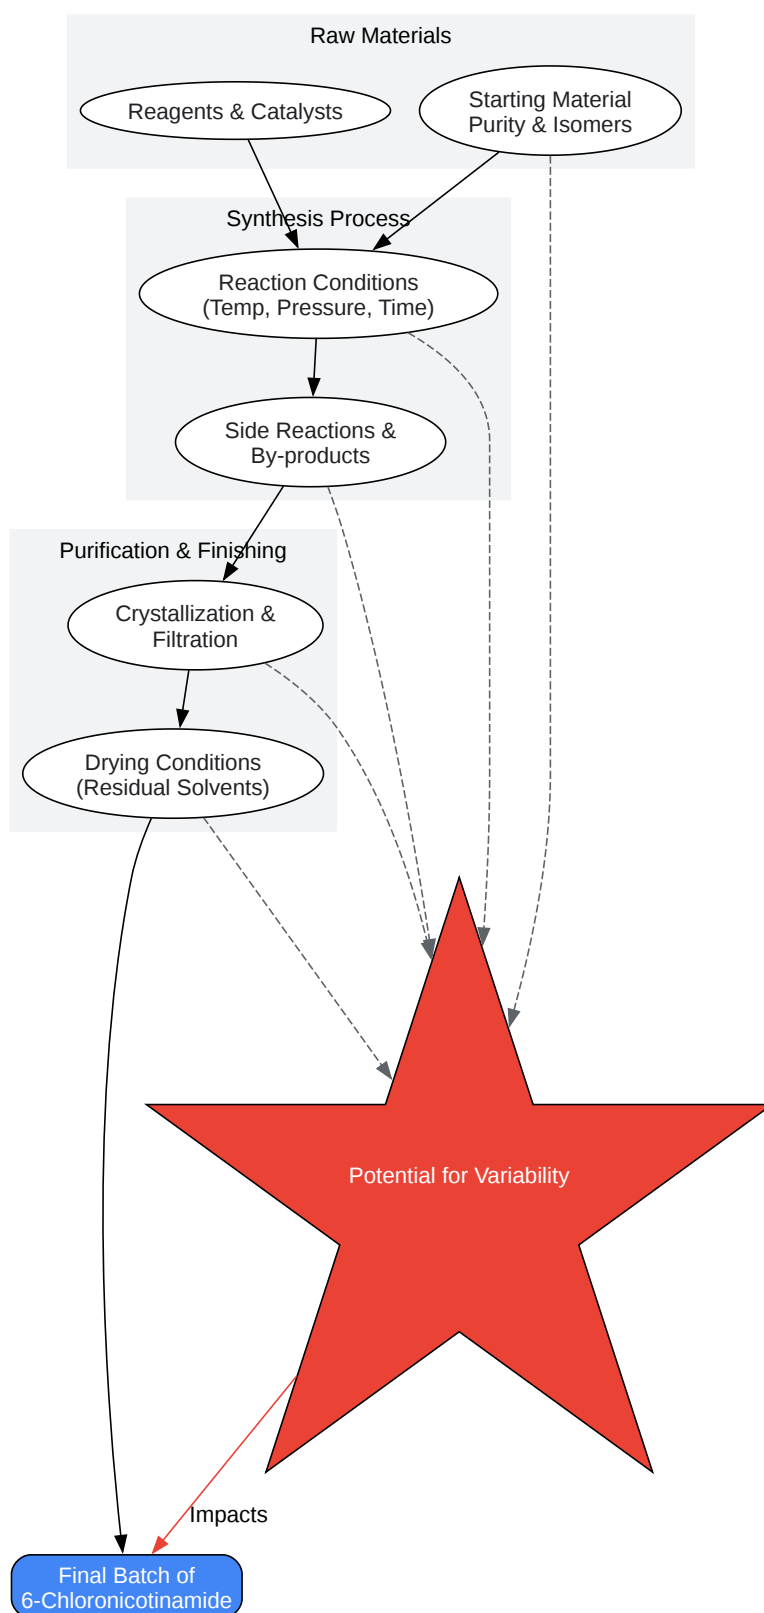 Raw Materials
Reagents & Catalysts
Starting Material
Purity & Isomers
Synthesis Process
Reaction Conditions
(Temp, Pressure, Time)
Side Reactions &
By-products
Purification & Finishing
Crystallization &
Filtration
Drying Conditions
(Residual Solvents)
Potential for Variability
Impacts
Final Batch of
6-Chloronicotinamide